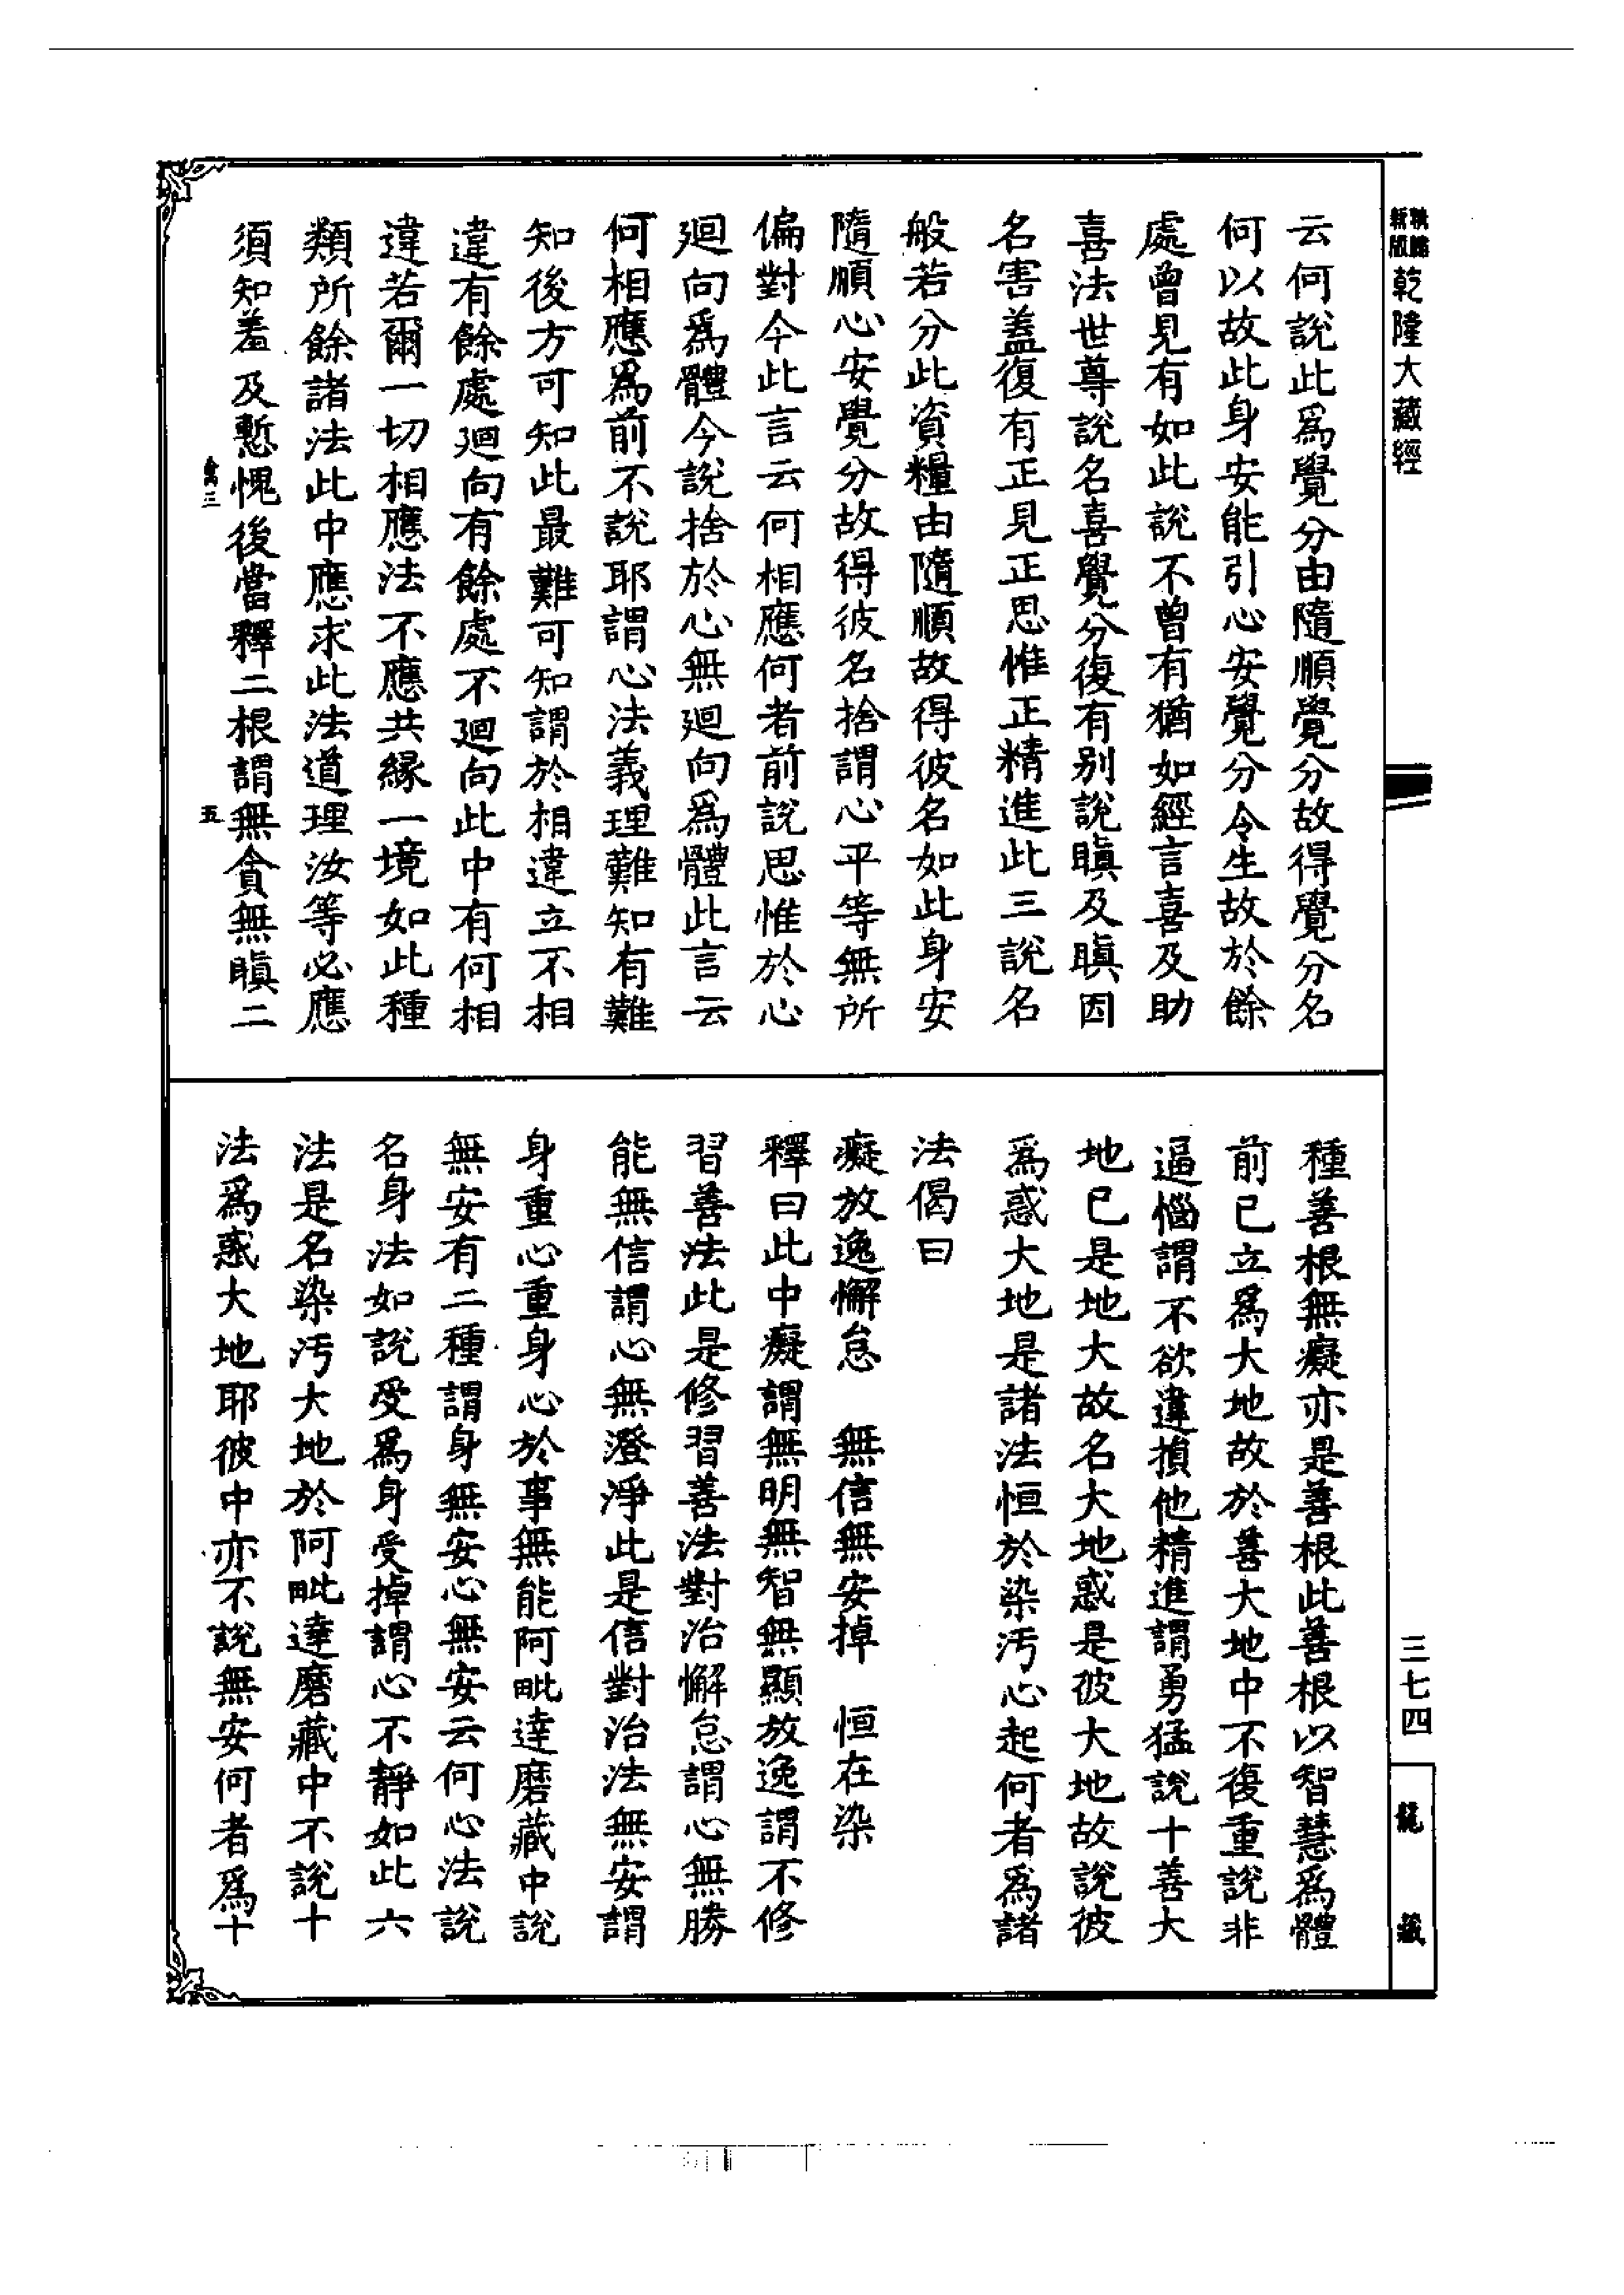 乾隆大藏經
云何說此爲覺分由隨順覺分故得覺分名
何以故此身安能引心安覺分令生故於餘
處曾見有如此說不曾有猶如經言喜及助
喜法世尊說名喜覺分復有別說瞋及瞋因
名害蓋復有正見正思惟正精進此三說名
般若分此資糧由隨順故得彼名如此身安
隨順心安覺分故得彼名捨謂心平等無所
偏對今此言云何相應何者前說思惟於心
廻向爲體今說捨於心無廻向爲體此言云
何相應爲前不說耶謂心法義理難知有難
知後方可知此最難可知謂於相違立不相
違有餘處廻向有餘處不廻向此中有何相
違若爾一切相應法不應共緣一境如此種
類所餘諸法此中應求此法道理汝等必應
須知羞及慙愧後當釋二根謂無貪無瞋二
五
種善根無癡亦是善根此善根以智慧爲體
前已立爲大地故於善大地中不復重說非
逼惱謂不欲違損他精進謂勇猛說十善大
地已是地大故名大地惑是彼大地故說彼
爲惑大地是諸法恒於染汚心起何者爲諸
法偈曰
癡放逸懈怠　無信無安掉　恒在染
釋曰此中癡謂無明無智無顯放逸謂不修
習善法此是修習善法對治懈怠謂心無勝
能無信謂心無澄淨此是信對治法無安謂
身重心重身心於事無能阿毗達磨藏中說
無安有二種謂身無安心無安云何心法說
名身法如說受爲身受掉謂心不靜如此六
法是名染汚大地於阿毗達磨藏中不說十
法爲惑大地耶彼中亦不說無安何者爲十
三七四
龍藏